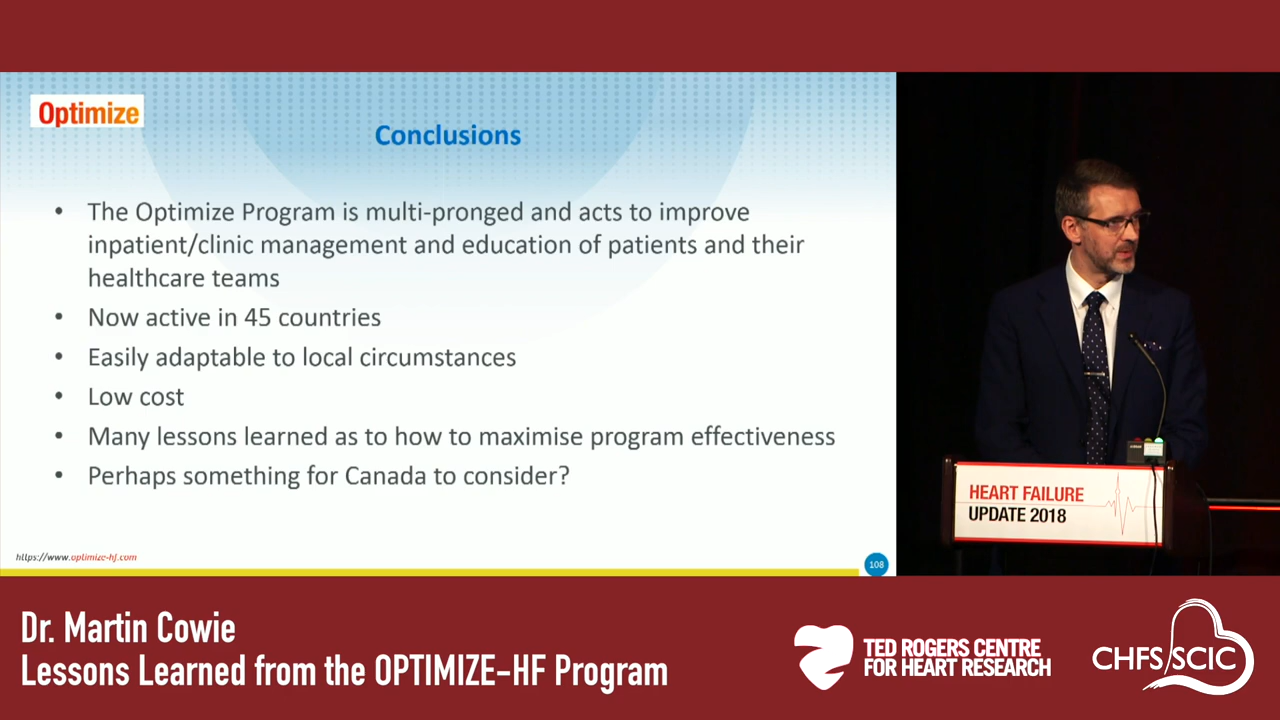 Optimize
Conclusions
• The Optimize Program is multi-pronged and acts to improve
inpatient/clinic management and education of patients and their
healthcare teams
• Now active in 45 countries
• Easily adaptable to local circumstances
• Low cost
• Many lessons learned as to how to maximise program effectiveness
• Perhaps something for Canada to consider?
https://www.optimize-hf.com
108
HEART FAILURE
UPDATE 2018
Dr. Martin Cowie
Lessons Learned from the OPTIMIZE-HF Program
TED ROGERS CENTRE
FOR HEART RESEARCH
CHFS/SCIC